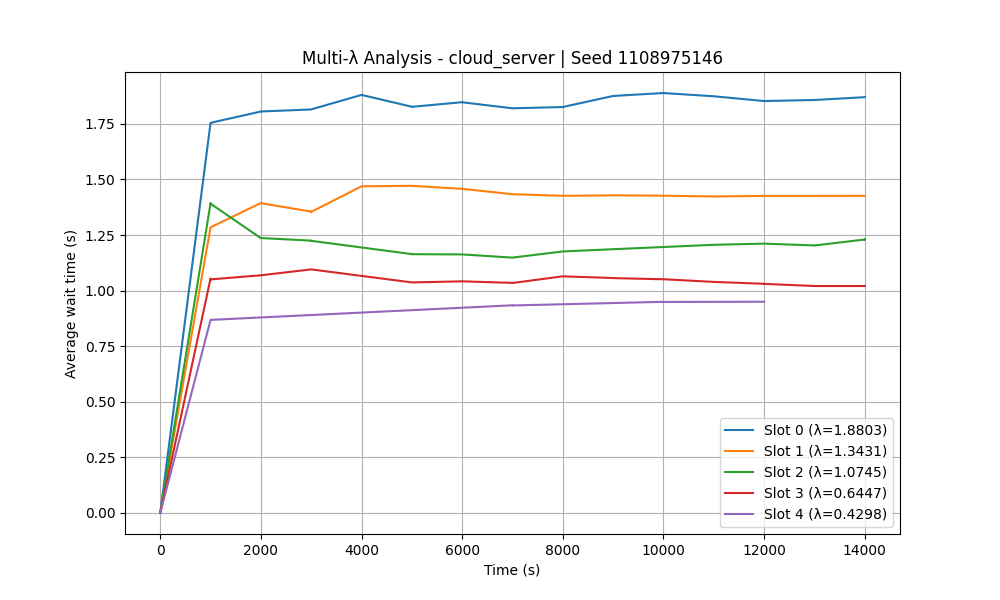 Multi-λ Analysis - cloud_server | Seed 1108975146
Average wait time (s)
1.75
1.50
1.25
1.00
0.75
0.50
0.25
0.00
Slot 0 (λ=1.8803)
Slot 1 (λ=1.3431)
Slot 2 (λ=1.0745)
Slot 3 (λ=0.6447)
Slot 4 (λ=0.4298)
0 2000 4000 6000 8000 10000 12000 14000
Time (s)